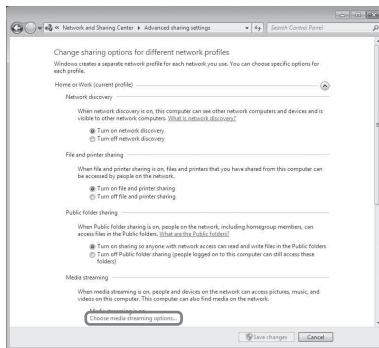 « Network and Sharing Center ▸ Advanced sharing settings
Search Control Panel
Change sharing options for different network profiles
Windows creates a separate network profile for each network you use. You can choose specific options for
each profile.
Home or Work (current profile)
Network discovery
When network discovery is on, this computer can see other network computers and devices and is
visible to other network computers. What is network discovery?
Turn on network discovery
Turn off network discovery
File and printer sharing
When file and printer sharing is on, files and printers that you have shared from this computer can
be accessed by people on the network.
Turn on file and printer sharing
Turn off file and printer sharing
Public folder sharing
When Public folder sharing is on, people on the network, including homegroup members, can
access files in the Public folders. What are the Public folders?
Turn on sharing so anyone with network access can read and write files in the Public folders
Turn off Public folder sharing (people logged on to this computer can still access these
folders)
Media streaming
When media streaming is on, people and devices on the network can access pictures, music, and
videos on this computer. This computer can also find media on the network.
Media streaming is on.
Choose media streaming options...
Save changes
Cancel